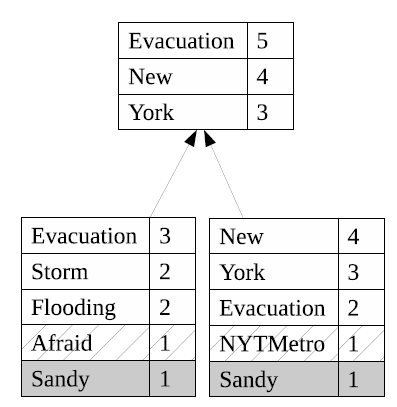 Evacuation 5
New 4
York 3
Evacuation 3
Storm 2
Flooding 2
Afraid 1
Sandy 1
New 4
York 3
Evacuation 2
NYTMetro 1
Sandy 1